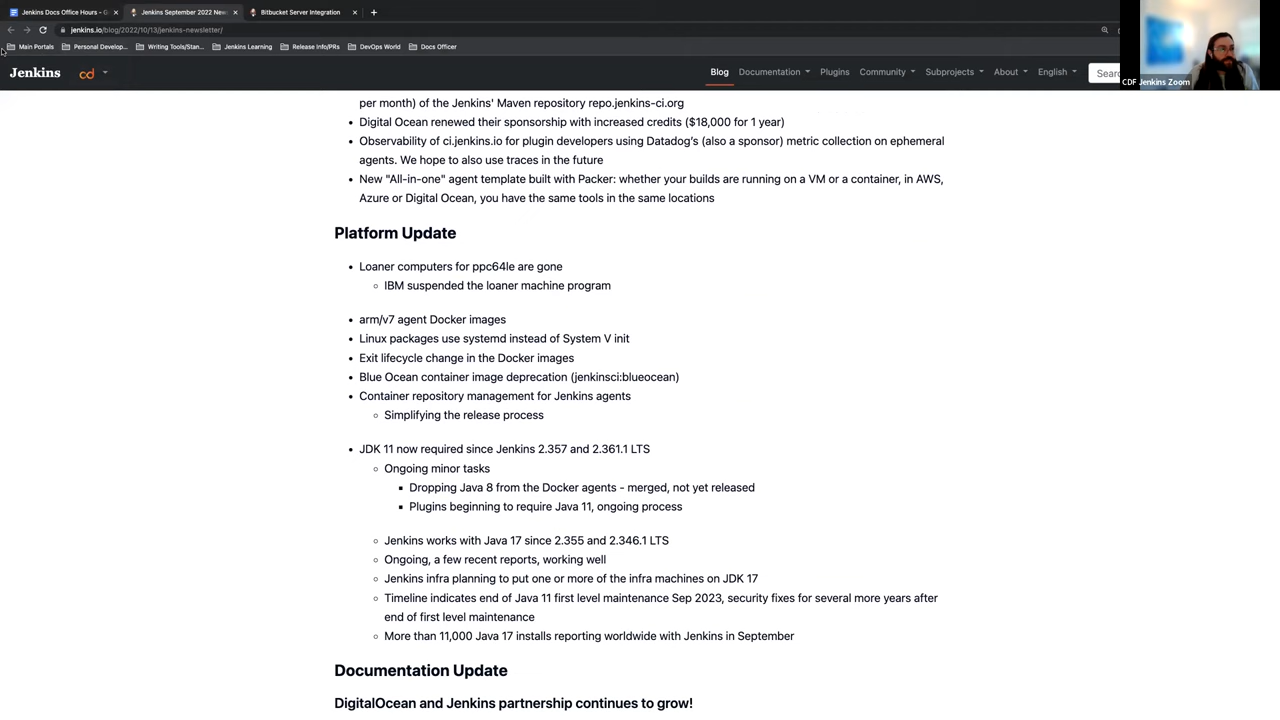 Jenkins Docs Office Hours - G
Jenkins September 2022 New
Bitbucket Server Integration
jenkins.io/blog/2022/10/13/jenkins-newsletter/
Main Portals
Personal Develop...
Writing Tools/Stan...
Jenkins Learning
Release Info/PRs
DevOps World
Docs Officer
Jenkins
cd
Blog
Documentation
Plugins
Community
Subprojects
About
English
Searc
CDF Jenkins Zoom
per month) of the Jenkins' Maven repository repo.jenkins-ci.org
• Digital Ocean renewed their sponsorship with increased credits ($18,000 for 1 year)
• Observability of ci.jenkins.io for plugin developers using Datadog's (also a sponsor) metric collection on ephemeral
agents. We hope to also use traces in the future
• New "All-in-one" agent template built with Packer: whether your builds are running on a VM or a container, in AWS,
Azure or Digital Ocean, you have the same tools in the same locations
Platform Update
• Loaner computers for ppc64le are gone
◦ IBM suspended the loaner machine program
• arm/v7 agent Docker images
• Linux packages use systemd instead of System V init
• Exit lifecycle change in the Docker images
• Blue Ocean container image deprecation (jenkinsci:blueocean)
• Container repository management for Jenkins agents
◦ Simplifying the release process
• JDK 11 now required since Jenkins 2.357 and 2.361.1 LTS
◦ Ongoing minor tasks
▪ Dropping Java 8 from the Docker agents - merged, not yet released
▪ Plugins beginning to require Java 11, ongoing process
◦ Jenkins works with Java 17 since 2.355 and 2.346.1 LTS
◦ Ongoing, a few recent reports, working well
◦ Jenkins infra planning to put one or more of the infra machines on JDK 17
◦ Timeline indicates end of Java 11 first level maintenance Sep 2023, security fixes for several more years after
end of first level maintenance
◦ More than 11,000 Java 17 installs reporting worldwide with Jenkins in September
Documentation Update
DigitalOcean and Jenkins partnership continues to grow!